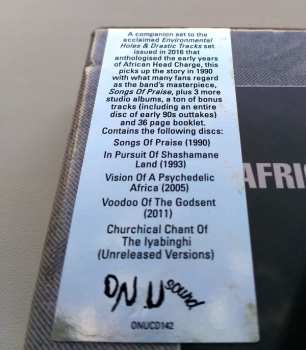 A companion set to the
acclaimed Environmental
Holes & Drastic Tracks set
issued in 2016 that
anthologised the early years
of African Head Charge, this
picks up the story in 1990
with what many fans regard
as the band's masterpiece,
Songs Of Praise, plus 3 more
studio albums, a ton of bonus
tracks (including an entire
disc of early 90s outtakes)
and 36 page booklet.
Contains the following discs:
Songs Of Praise (1990)
In Pursuit Of Shashamane
Land (1993)
Vision Of A Psychedelic
Africa (2005)
Voodoo Of The Godsent
(2011)
Churchical Chant Of
The Iyabinghi
(Unreleased Versions)
ON U Sound
ONUCD142
AFRIC